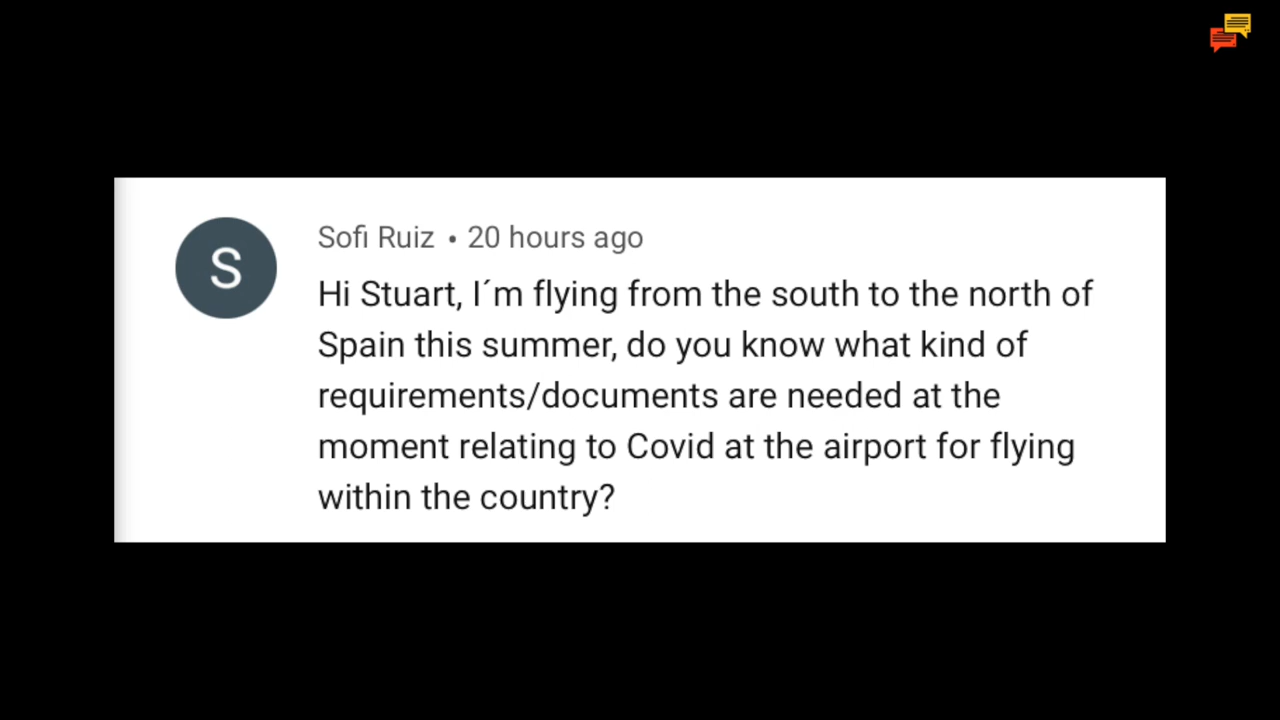 S
Sofi Ruiz • 20 hours ago
Hi Stuart, I´m flying from the south to the north of
Spain this summer, do you know what kind of
requirements/documents are needed at the
moment relating to Covid at the airport for flying
within the country?